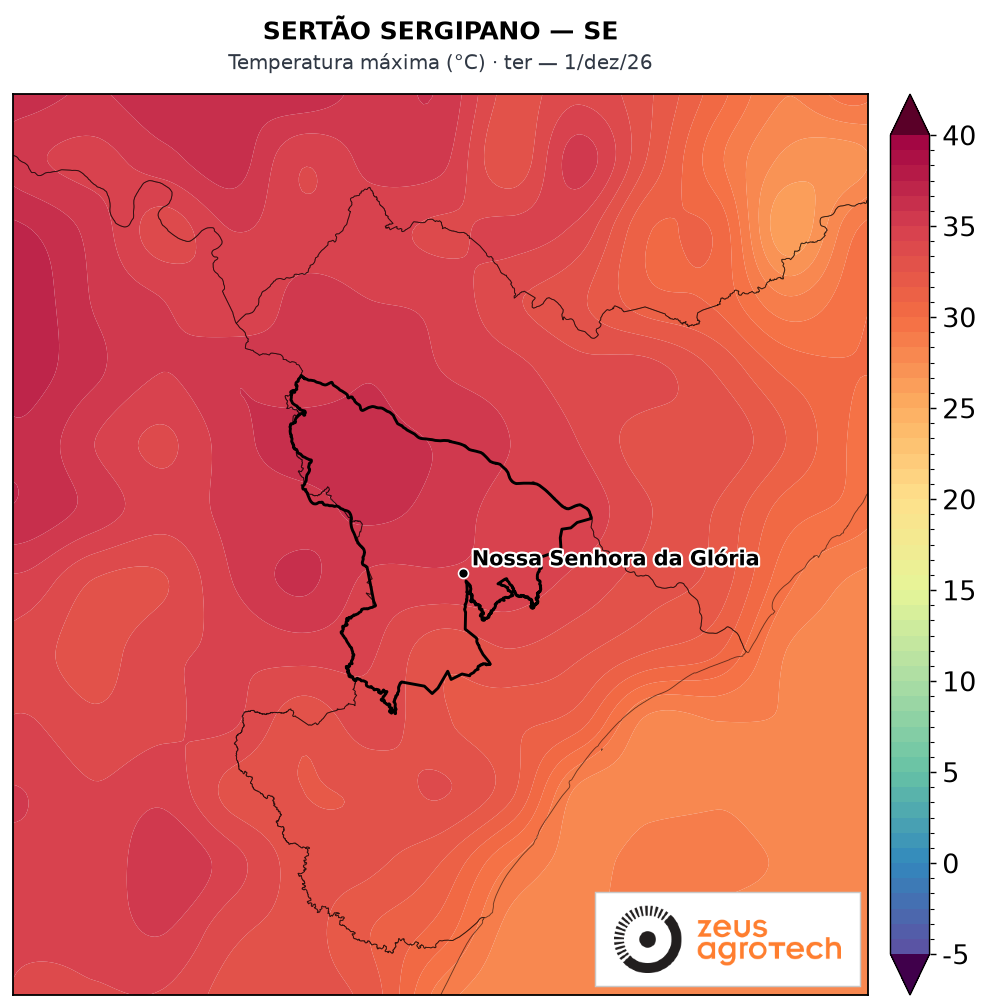 SERTÃO SERGIPANO — SE
Temperatura máxima (°C) · ter — 1/dez/26
40
35
30
25
20
15
10
5
0
-5
Nossa Senhora da Glória
zeus
agrotech